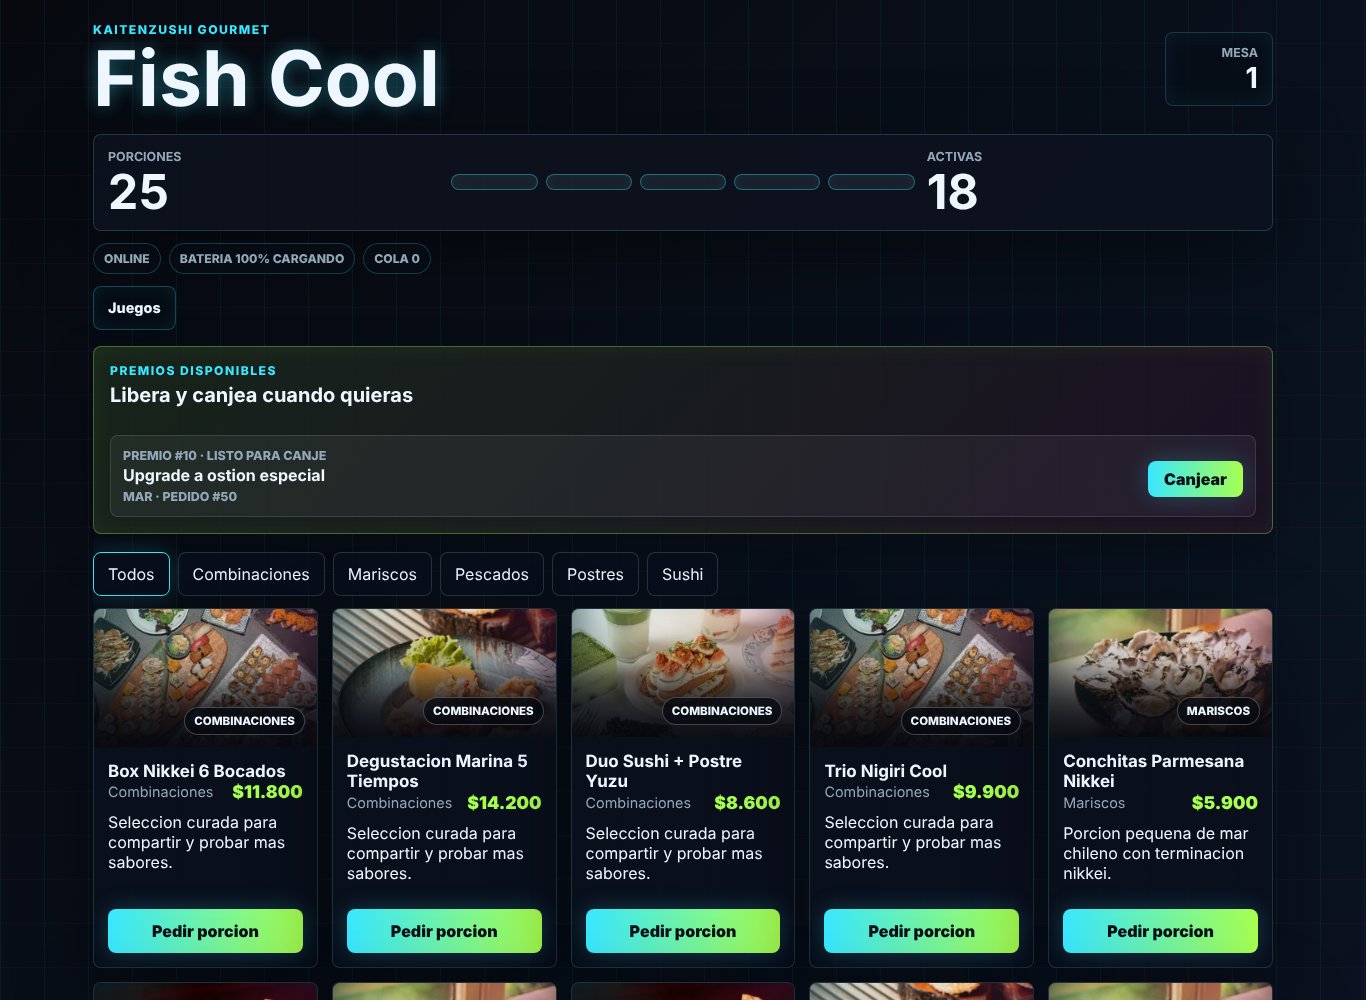 KAITENZUSHI GOURMET
Fish Cool
MESA
1
PORCIONES
25
ACTIVAS
18
ONLINE
BATERIA 100% CARGANDO
COLA 0
Juegos
PREMIOS DISPONIBLES
Libera y canjea cuando quieras
PREMIO #10 · LISTO PARA CANJE
Upgrade a ostion especial
MAR · PEDIDO #50
Canjear
Todos
Combinaciones
Mariscos
Pescados
Postres
Sushi
COMBINACIONES
Box Nikkei 6 Bocados
Combinaciones
$11.800
Seleccion curada para
compartir y probar mas
sabores.
Pedir porcion
COMBINACIONES
Degustacion Marina 5
Tiempos
Combinaciones
$14.200
Seleccion curada para
compartir y probar mas
sabores.
Pedir porcion
COMBINACIONES
Duo Sushi + Postre
Yuzu
Combinaciones
$8.600
Seleccion curada para
compartir y probar mas
sabores.
Pedir porcion
COMBINACIONES
Trio Nigiri Cool
Combinaciones
$9.900
Seleccion curada para
compartir y probar mas
sabores.
Pedir porcion
MARISCOS
Conchitas Parmesana
Nikkei
Mariscos
$5.900
Porcion pequena de mar
chileno con terminacion
nikkei.
Pedir porcion